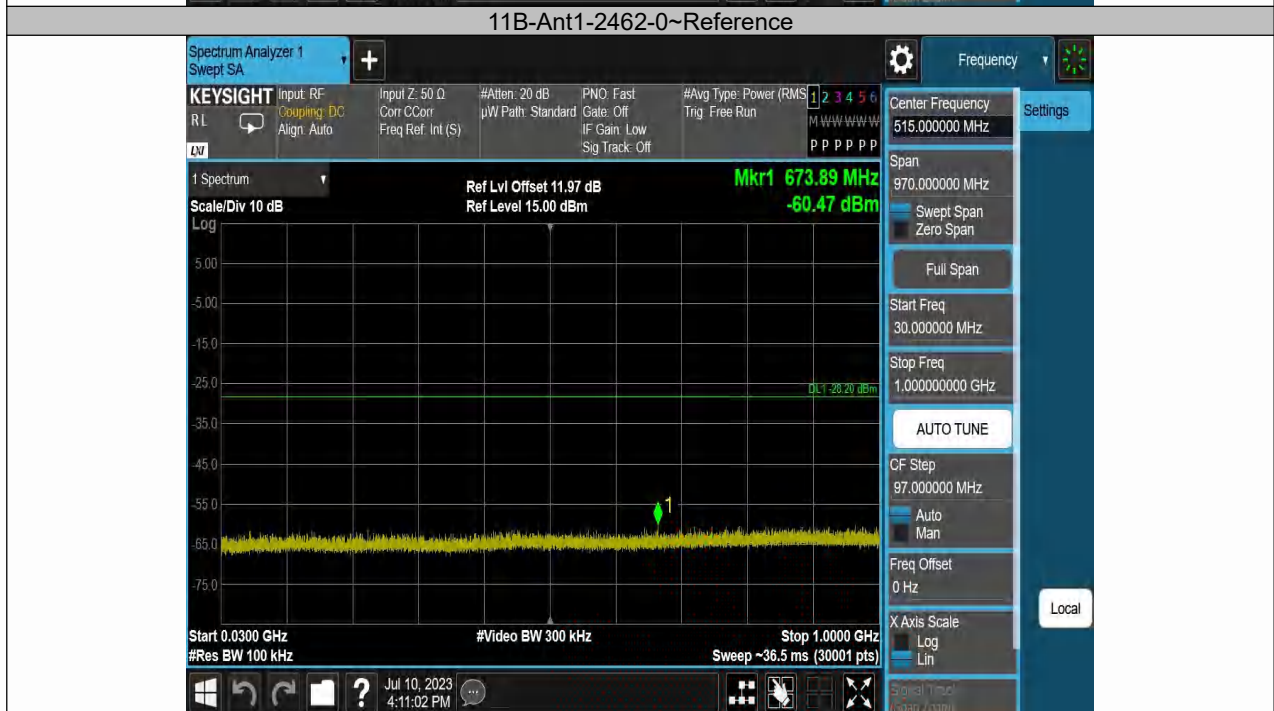 11B-Ant1-2462-0~Reference
Spectrum Analyzer 1
Swept SA
+
Frequency
KEYSIGHT
RL
LXI
Input: RF
Coupling: DC
Align: Auto
Input Z: 50 Ω
Corr CCorr
Freq Ref: Int (S)
#Atten: 20 dB
µW Path: Standard
PNO: Fast
Gate: Off
IF Gain: Low
Sig Track: Off
#Avg Type: Power (RMS
Trig: Free Run
1 2 3 4 5 6
M W W W W W
P P P P P P
Center Frequency
515.000000 MHz
Settings
1 Spectrum
Scale/Div 10 dB
Log
Ref Lvl Offset 11.97 dB
Ref Level 15.00 dBm
Mkr1 673.89 MHz
-60.47 dBm
Span
970.000000 MHz
Swept Span
Zero Span
Full Span
Start Freq
30.000000 MHz
Stop Freq
1.000000000 GHz
AUTO TUNE
CF Step
97.000000 MHz
Auto
Man
Freq Offset
0 Hz
X Axis Scale
Log
Lin
Local
5.00
-5.00
-15.0
-25.0
DL1 -28.20 dBm
-35.0
-45.0
-55.0
1
-65.0
-75.0
Start 0.0300 GHz
#Res BW 100 kHz
#Video BW 300 kHz
Stop 1.0000 GHz
Sweep ~36.5 ms (30001 pts)
?
Jul 10, 2023
4:11:02 PM